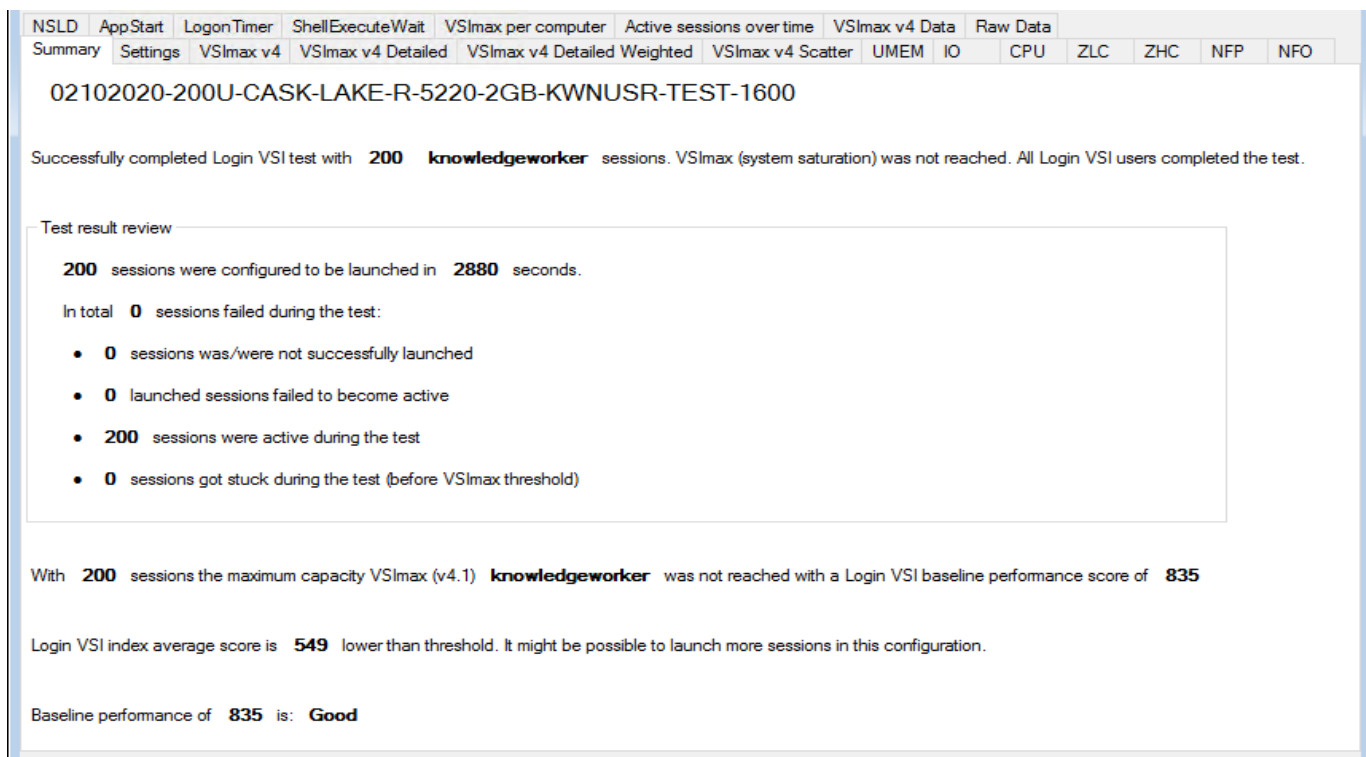 NSLD AppStart LogonTimer ShellExecuteWait VSImax per computer Active sessions over time VSImax v4 Data Raw Data
Summary Settings VSImax v4 VSImax v4 Detailed VSImax v4 Detailed Weighted VSImax v4 Scatter UMEM IO CPU ZLC ZHC NFP NFO
02102020-200U-CASK-LAKE-R-5220-2GB-KWNUSR-TEST-1600
Successfully completed Login VSI test with 200 knowledgeworker sessions. VSImax (system saturation) was not reached. All Login VSI users completed the test.
Test result review
200 sessions were configured to be launched in 2880 seconds.
In total 0 sessions failed during the test:
• 0 sessions was/were not successfully launched
• 0 launched sessions failed to become active
• 200 sessions were active during the test
• 0 sessions got stuck during the test (before VSImax threshold)
With 200 sessions the maximum capacity VSImax (v4.1) knowledgeworker was not reached with a Login VSI baseline performance score of 835
Login VSI index average score is 549 lower than threshold. It might be possible to launch more sessions in this configuration.
Baseline performance of 835 is: Good